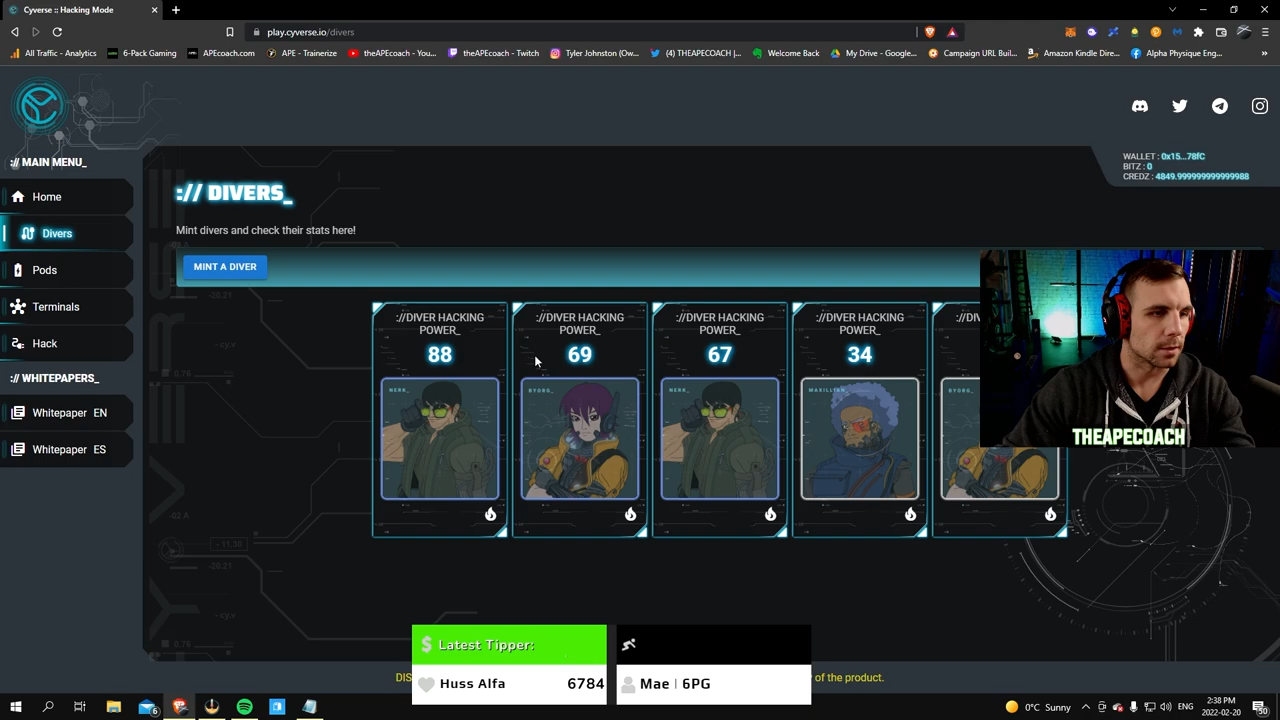 Cyverse :: Hacking Mode
play.cyverse.io/divers
All Traffic - Analytics
6-Pack Gaming
APEcoach.com
APE - Trainerize
theAPEcoach - You...
theAPEcoach - Twitch
Tyler Johnston (Ow...
(4) THEAPECOACH |...
Welcome Back
My Drive - Google...
Campaign URL Buil...
Amazon Kindle Dire...
Alpha Physique Eng...
WALLET : 0x15...78fC
BITZ : 0
CREDZ : 4849.999999999999988
:// MAIN MENU_
Home
Divers
Pods
Terminals
Hack
:// WHITEPAPERS_
Whitepaper EN
Whitepaper ES
:// DIVERS_
Mint divers and check their stats here!
MINT A DIVER
://DIVER HACKING
POWER_
88
NERK_
://DIVER HACKING
POWER_
69
BYORG_
://DIVER HACKING
POWER_
67
NERK_
://DIVER HACKING
POWER_
34
BYORG_
THEAPECOACH
$ Latest Tipper:
Huss Alfa 6784
Mae | 6PG
DIS
of the product.
0°C Sunny
ENG
2:38 PM
2022-02-20